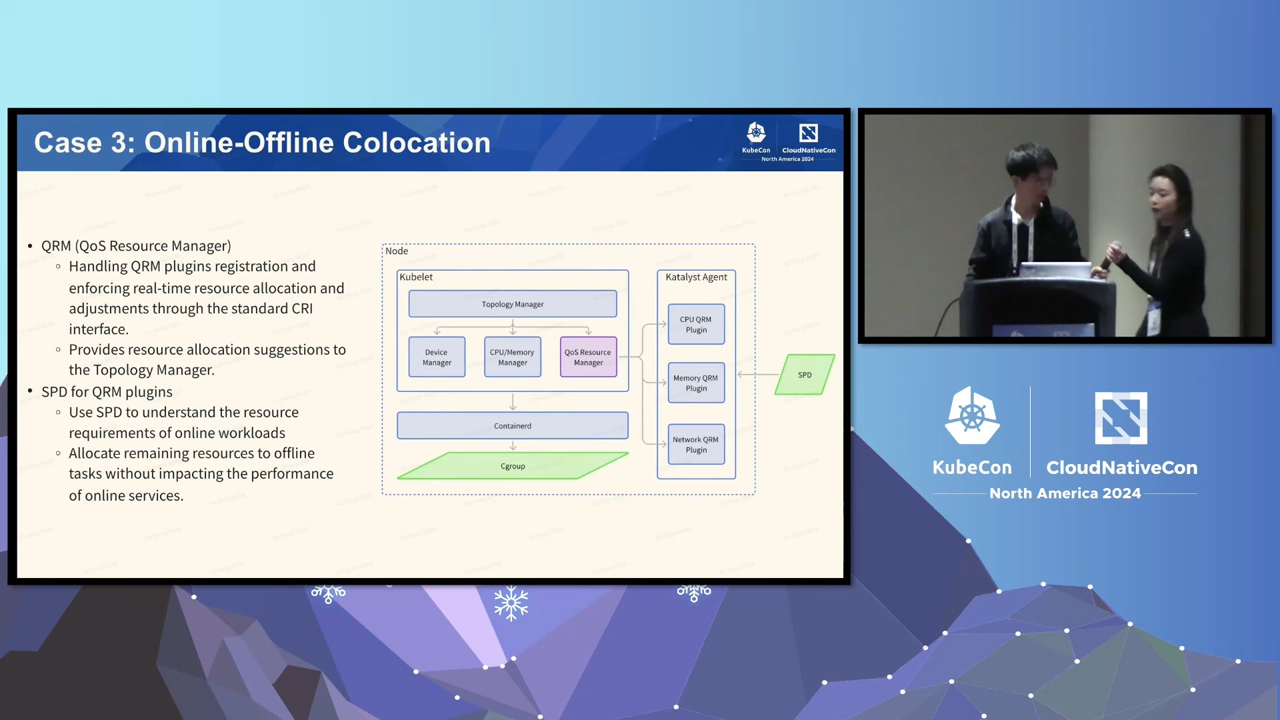 Case 3: Online-Offline Colocation
KubeCon
CloudNativeCon
North America 2024
• QRM (QoS Resource Manager)
◦ Handling QRM plugins registration and
enforcing real-time resource allocation and
adjustments through the standard CRI
interface.
◦ Provides resource allocation suggestions to
the Topology Manager.
• SPD for QRM plugins
◦ Use SPD to understand the resource
requirements of online workloads
◦ Allocate remaining resources to offline
tasks without impacting the performance
of online services.
Node
Kubelet
Topology Manager
Device
Manager
CPU/Memory
Manager
QoS Resource
Manager
Containerd
Cgroup
Katalyst Agent
CPU QRM
Plugin
Memory QRM
Plugin
Network QRM
Plugin
SPD
KubeCon
CloudNativeCon
North America 2024